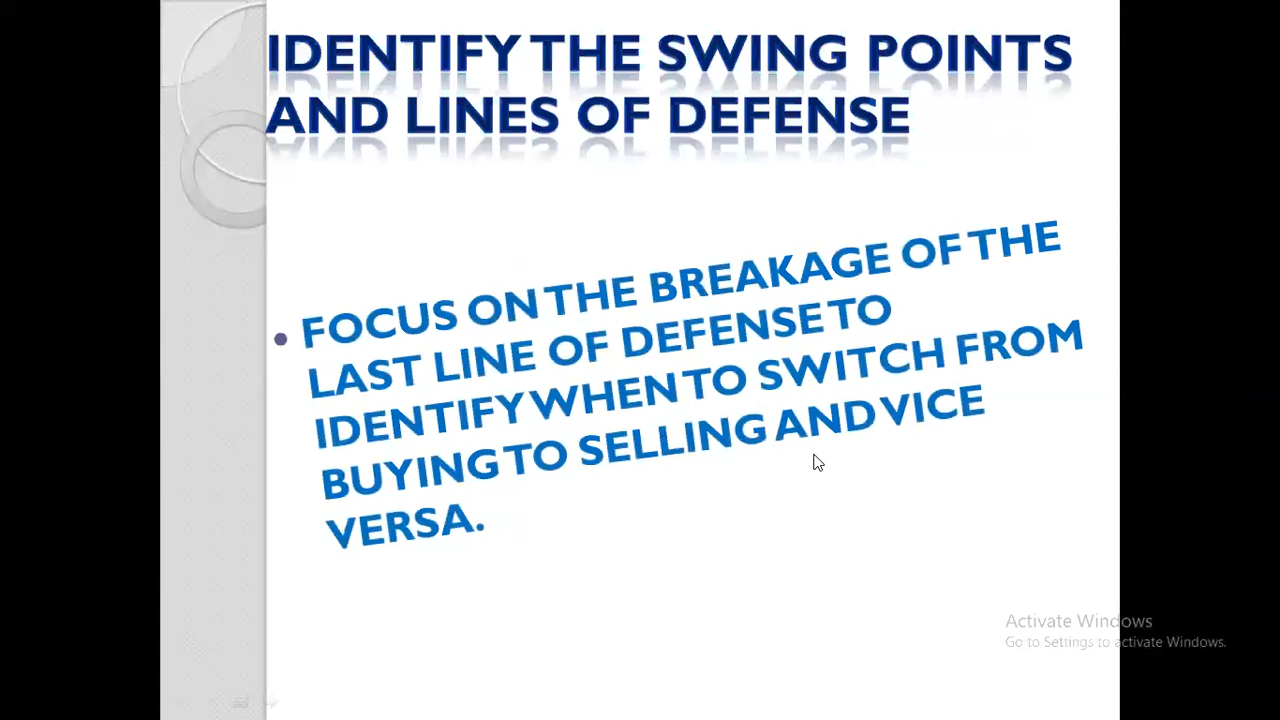 IDENTIFY THE SWING POINTS
AND LINES OF DEFENSE
• FOCUS ON THE BREAKAGE OF THE
LAST LINE OF DEFENSE TO
IDENTIFY WHEN TO SWITCH FROM
BUYING TO SELLING AND VICE
VERSA.
Activate Windows
Go to Settings to activate Windows.